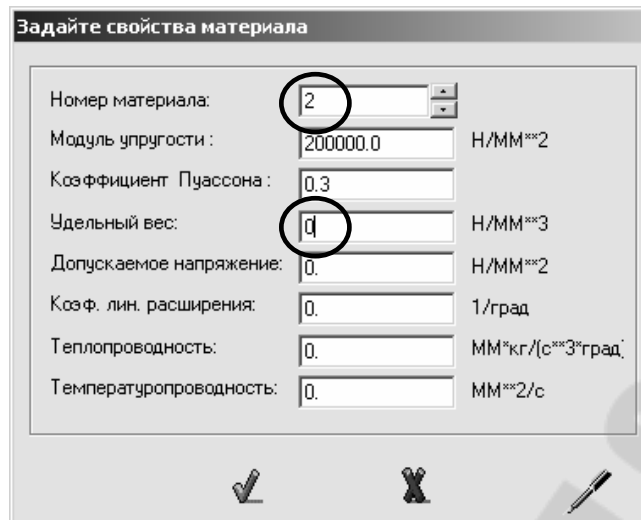 Задайте свойства материала
Номер материала: 2
Модуль упругости : 200000.0 Н/ММ**2
Коэффициент Пуассона : 0.3
Удельный вес: 0 Н/ММ**3
Допускаемое напряжение: 0. Н/ММ**2
Коэф. лин. расширения: 0. 1/град
Теплопроводность: 0. ММ*кг/(с**3*град)
Температуропроводность: 0. ММ**2/с